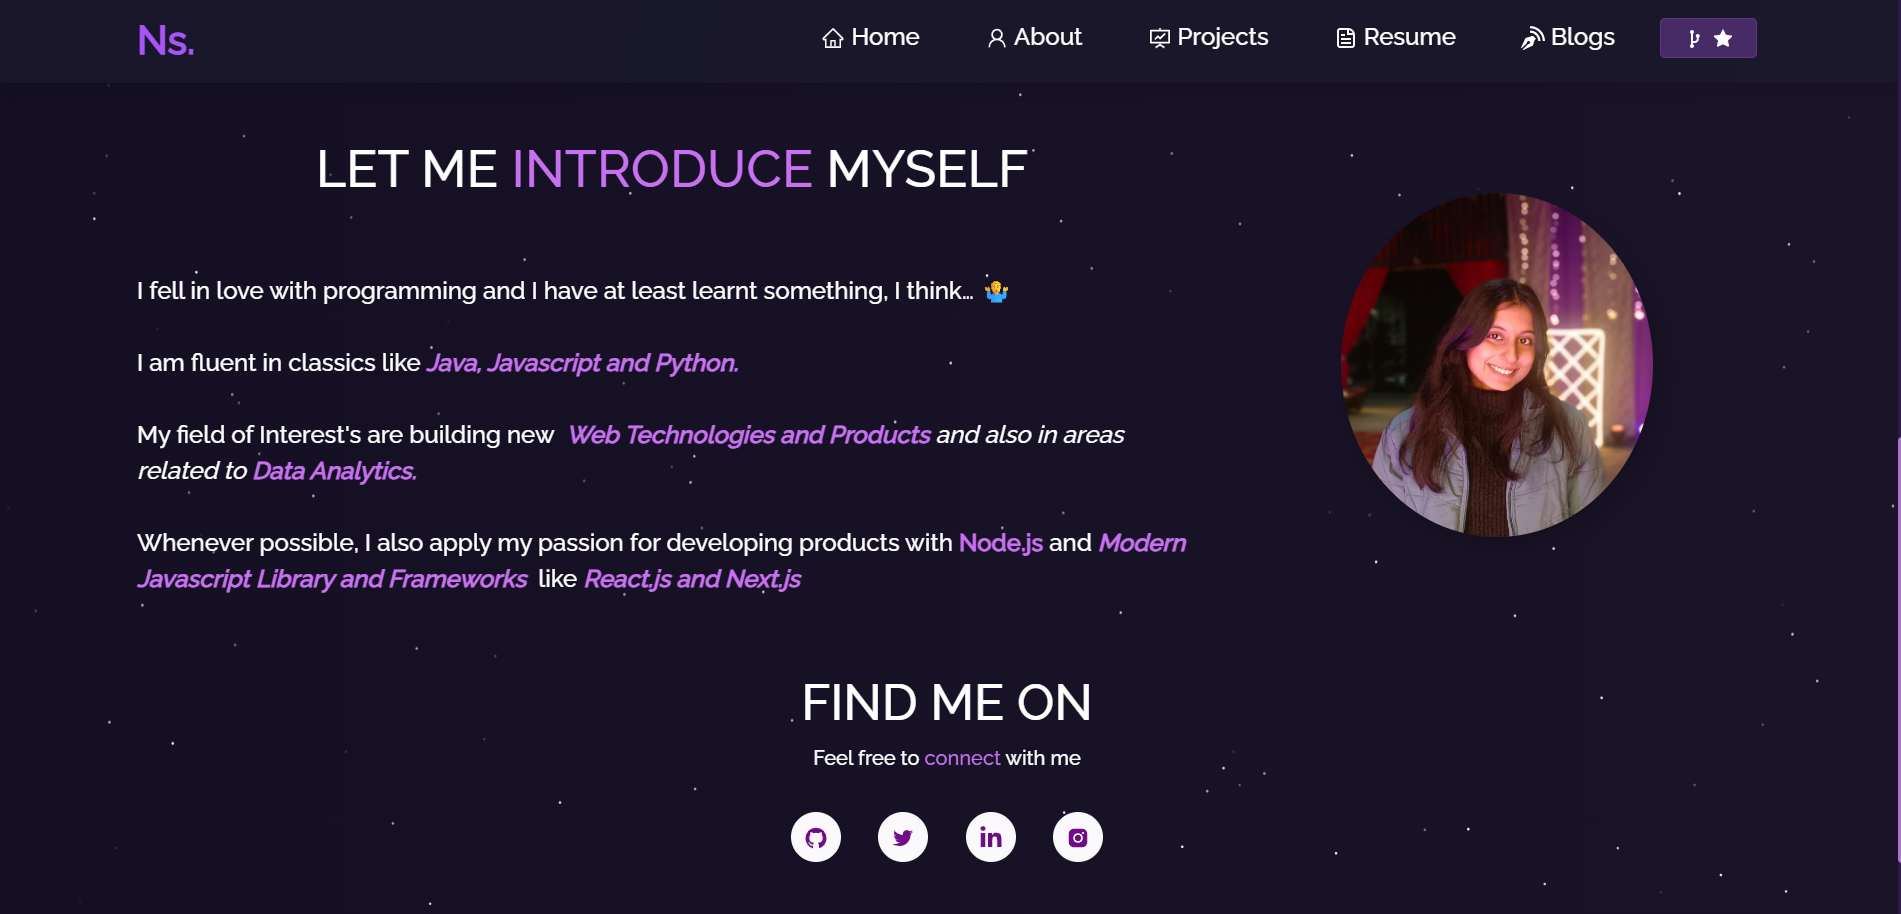 Ns.
Home About Projects Resume Blogs
LET ME INTRODUCE MYSELF
I fell in love with programming and I have at least learnt something, I think… 🤷
I am fluent in classics like Java, Javascript and Python.
My field of Interest's are building new Web Technologies and Products and also in areas
related to Data Analytics.
Whenever possible, I also apply my passion for developing products with Node.js and Modern
Javascript Library and Frameworks like React.js and Next.js
FIND ME ON
Feel free to connect with me